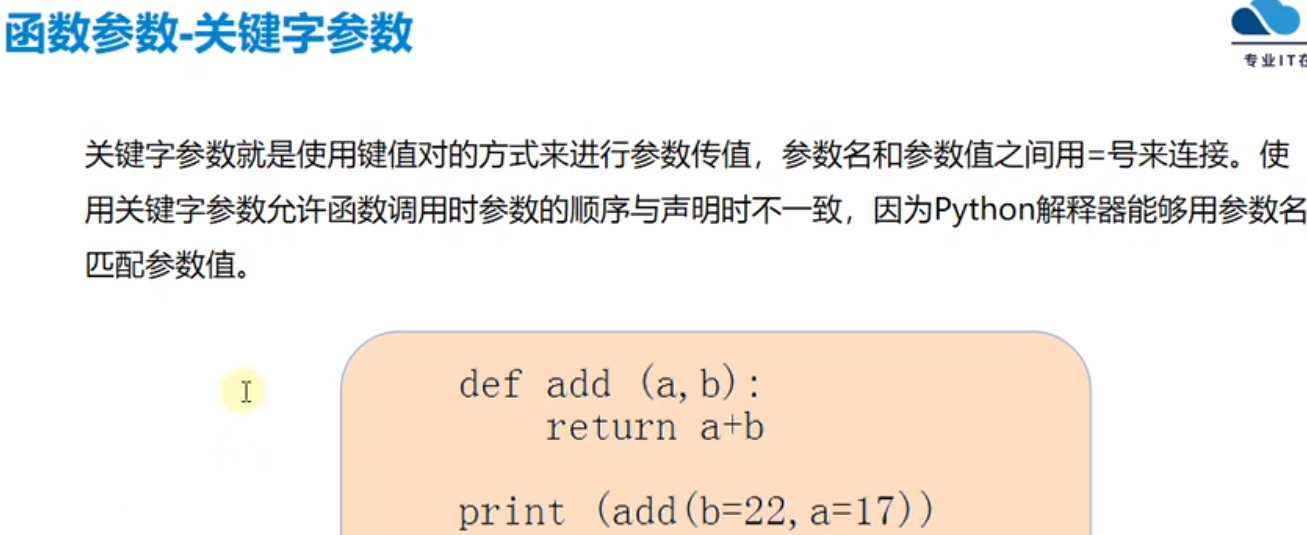 函数参数-关键字参数
专业IT在
关键字参数就是使用键值对的方式来进行参数传值，参数名和参数值之间用=号来连接。使
用关键字参数允许函数调用时参数的顺序与声明时不一致，因为Python解释器能够用参数名
匹配参数值。
def add (a,b):
    return a+b
print (add(b=22,a=17))